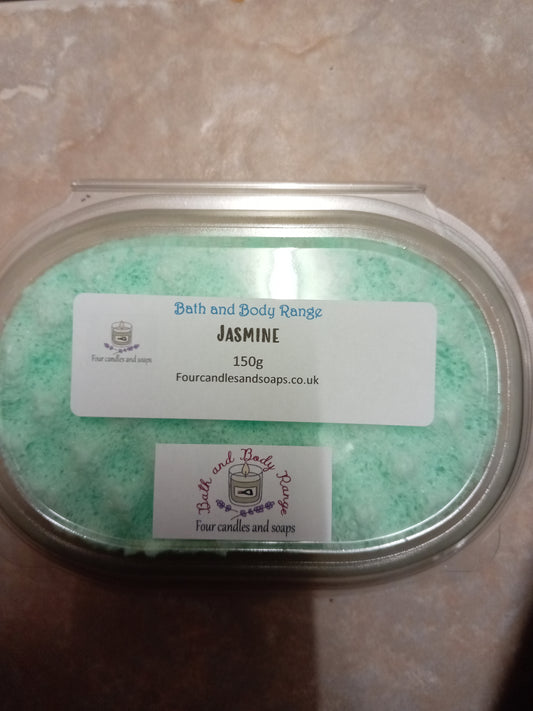 Bath and Body Range
JASMINE
150g
Fourcandlesandsoaps.co.uk
Four candles and soaps
Bath and Body Range
Four candles and soaps